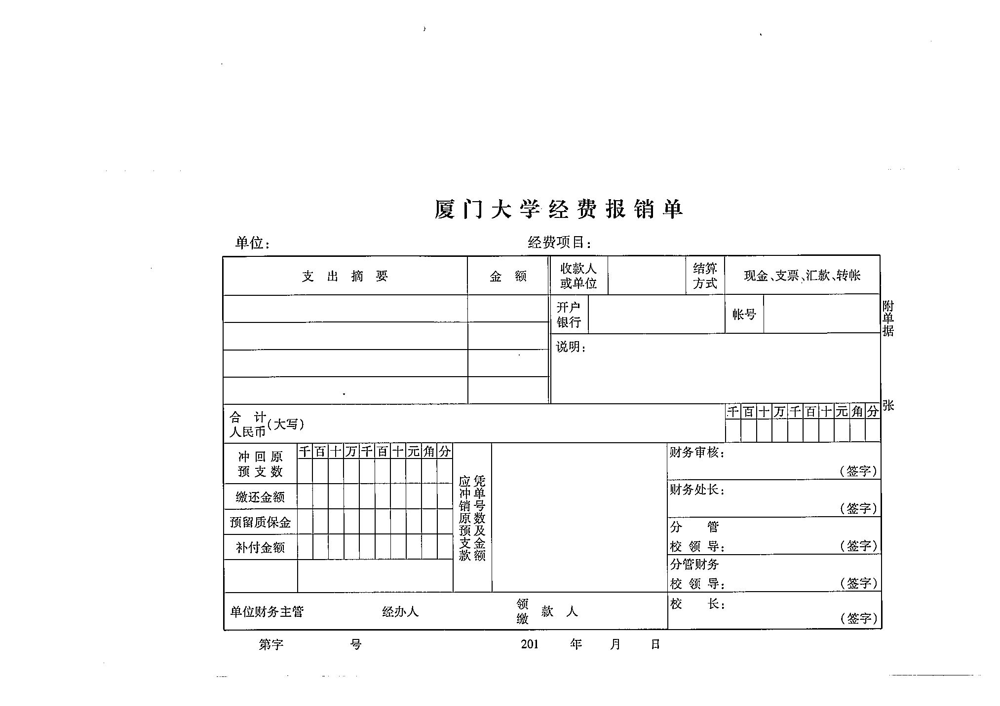 厦门大学经费报销单
单位：
经费项目：
支出摘要
金额
收款人
或单位
结算
方式
现金、支票、汇款、转帐
开户
银行
帐号
说明：
附单据
张
合计
人民币
(大写)
千百十万千百十元角分
冲回原
预支数
千百十万千百十元角分
缴还金额
预留质保金
补付金额
应冲销原预支款
凭单号数及金额
财务审核：
(签字)
财务处长：
(签字)
分管
校领导：
(签字)
分管财务
校领导：
(签字)
校长：
(签字)
单位财务主管
经办人
领
缴
款人
第字 号
201 年 月 日